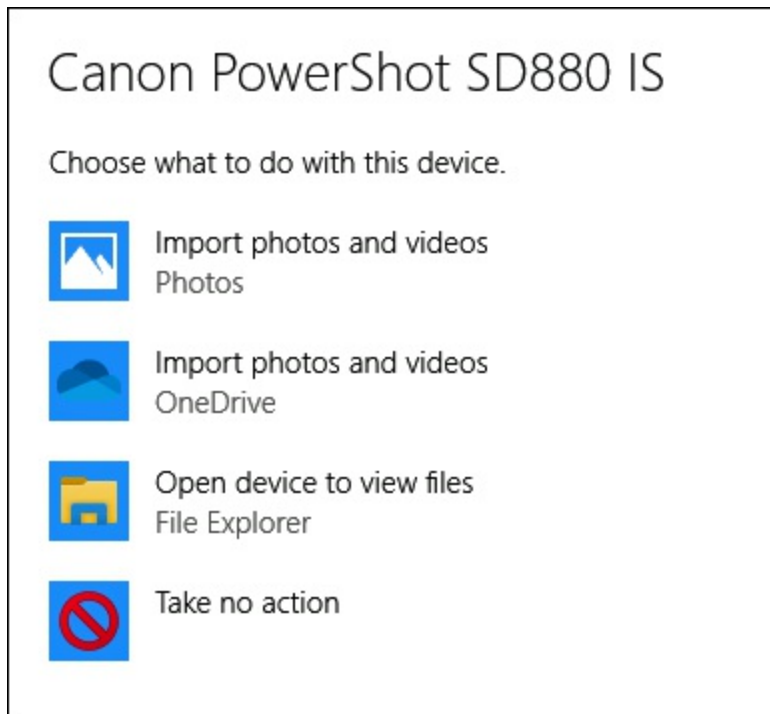 Canon PowerShot SD880 IS
Choose what to do with this device.
Import photos and videos
Photos
Import photos and videos
OneDrive
Open device to view files
File Explorer
Take no action